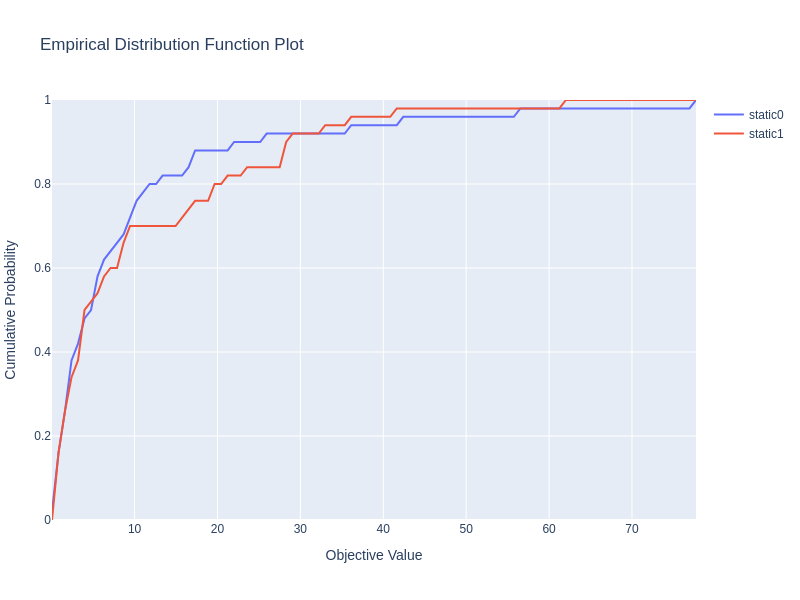 Empirical Distribution Function Plot
1
0.8
0.6
0.4
0.2
0
10 20 30 40 50 60 70
Objective Value
Cumulative Probability
static0
static1